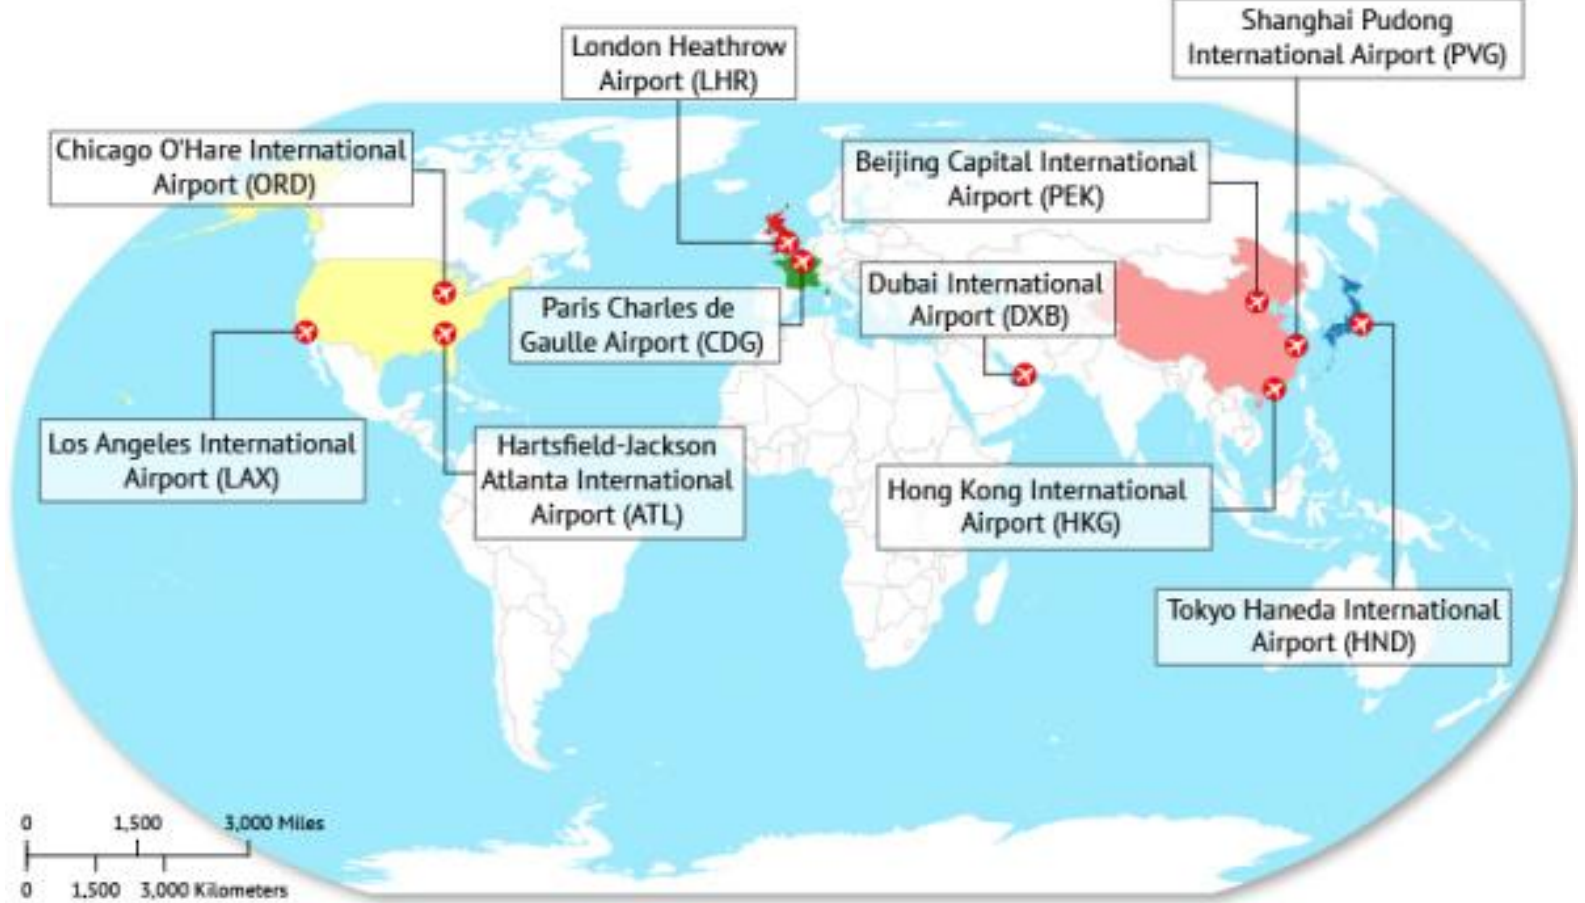 Shanghai Pudong
International Airport (PVG)
London Heathrow
Airport (LHR)
Chicago O'Hare International
Airport (ORD)
Beijing Capital International
Airport (PEK)
Dubai International
Airport (DXB)
Paris Charles de
Gaulle Airport (CDG)
Los Angeles International
Airport (LAX)
Hartsfield-Jackson
Atlanta International
Airport (ATL)
Hong Kong International
Airport (HKG)
Tokyo Haneda International
Airport (HND)
0 1,500 3,000 Miles
0 1,500 3,000 Kilometers